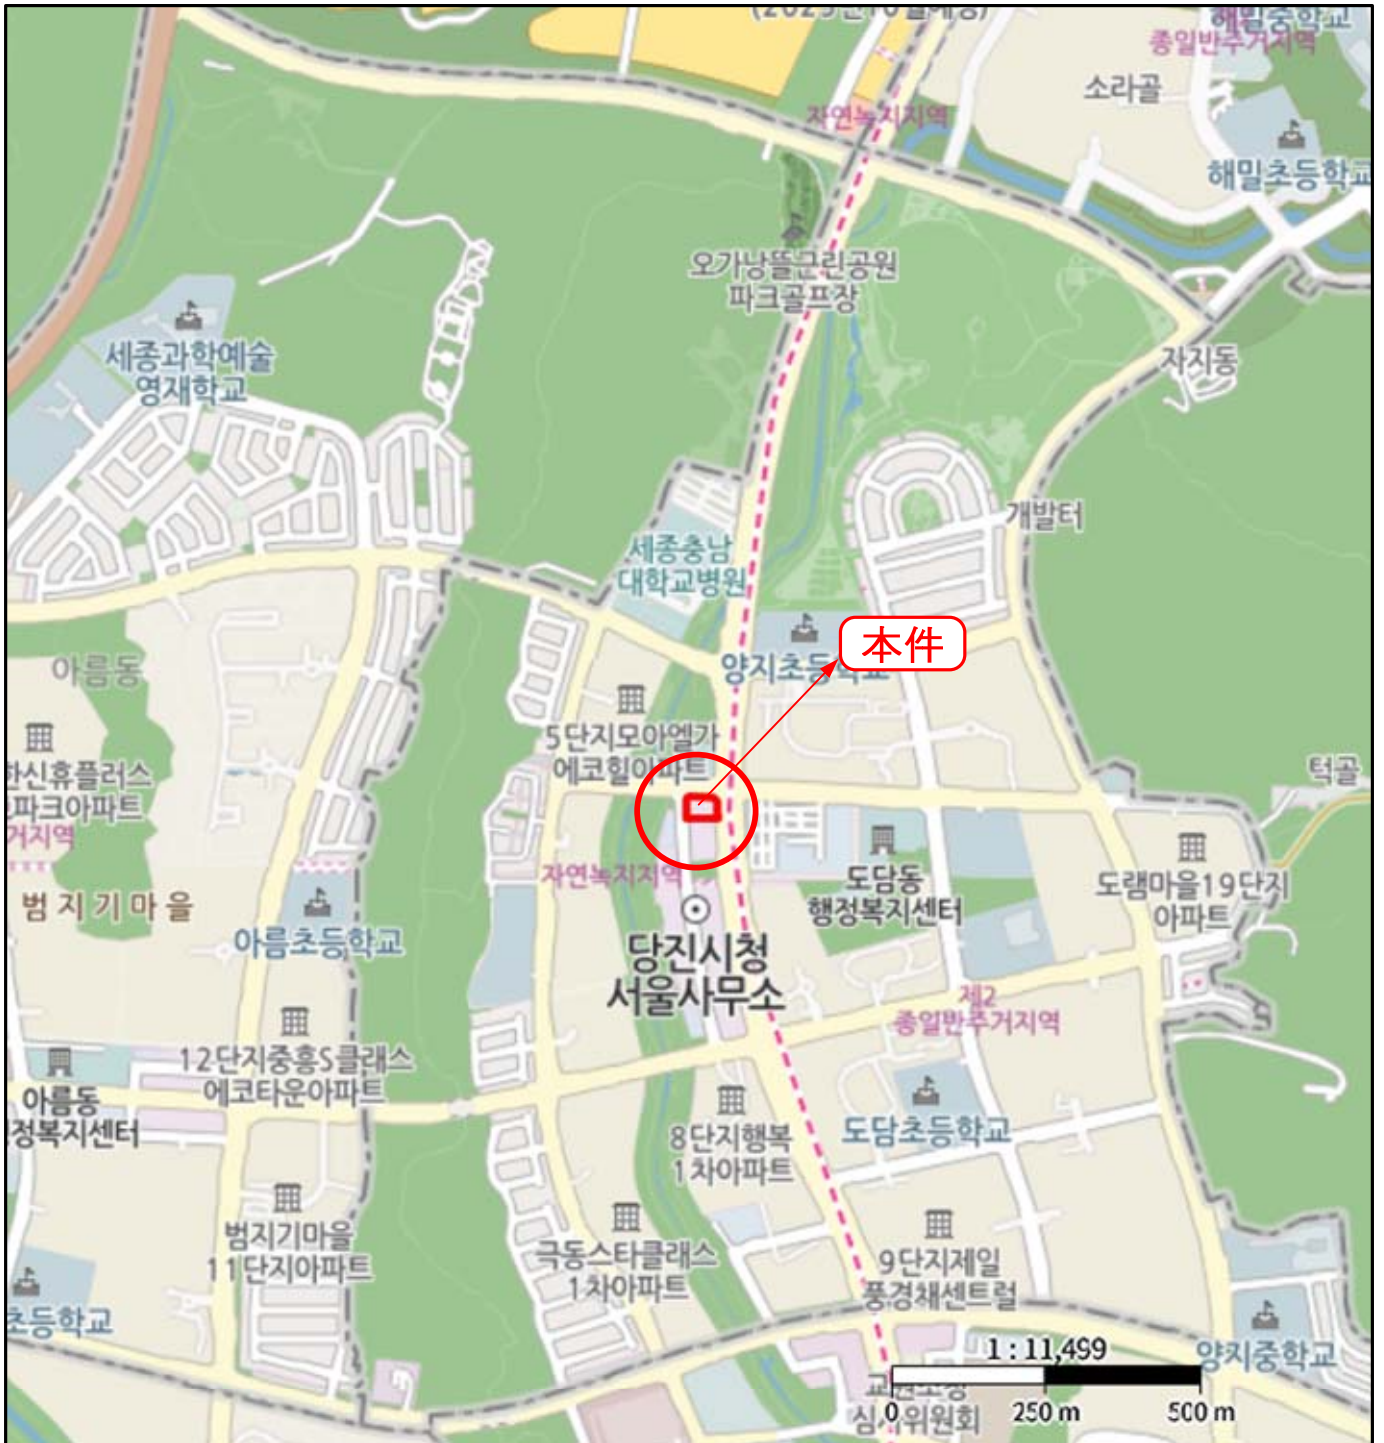 해밀중학교
종일반주거지역
소라골
자연녹지지역
해밀초등학교
오가낭뜰근린공원
파크골프장
세종과학예술
영재학교
자지동
개발터
세종충남
대학교병원
本件
양지초등학교
아름동
5단지모아엘가
에코힐아파트
한신휴플러스
파크아파트
거지역
턱골
자연녹지지역
도담동
행정복지센터
도램마을19단지
아파트
범지기마을
아름초등학교
당진시청
서울사무소
제2
종일반주거지역
12단지중흥S클래스
에코타운아파트
아름동
정복지센터
8단지행복
1차아파트
도담초등학교
범지기마을
11단지아파트
극동스타클래스
1차아파트
9단지제일
풍경채센트럴
초등학교
양지중학교
1 : 11,499
교원소청
심사위원회
0
250 m
500 m